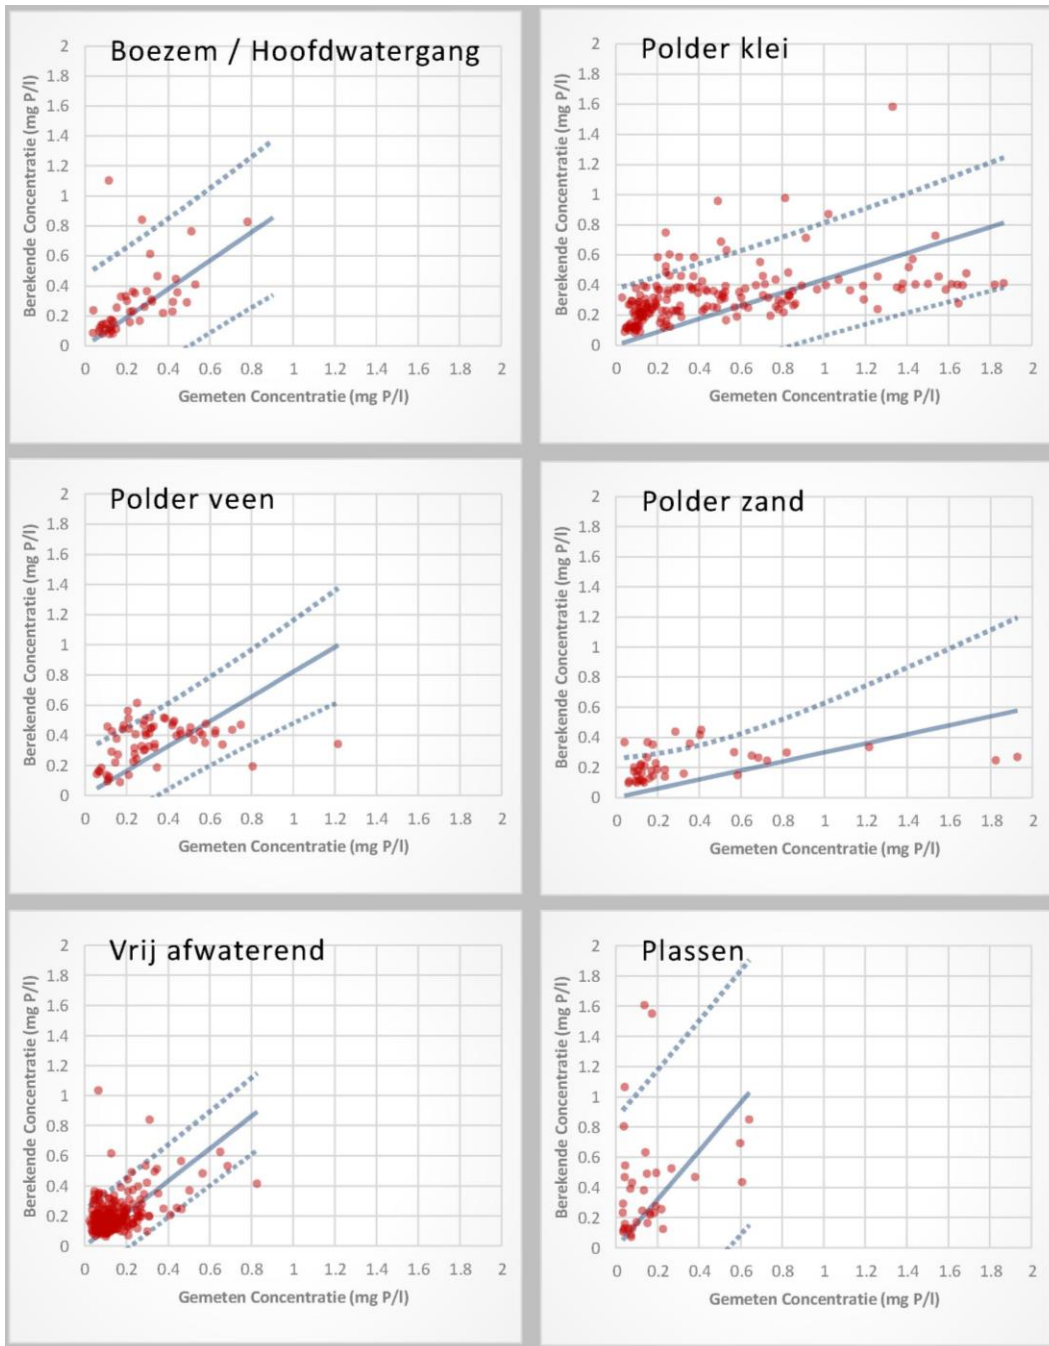 Boezem / Hoofdwatergang
Berekende Concentratie (mg P/l)
2
1.8
1.6
1.4
1.2
1
0.8
0.6
0.4
0.2
0
0 0.2 0.4 0.6 0.8 1 1.2 1.4 1.6 1.8 2
Gemeten Concentratie (mg P/l)
Polder klei
Berekende Concentratie (mg P/l)
2
1.8
1.6
1.4
1.2
1
0.8
0.6
0.4
0.2
0
0 0.2 0.4 0.6 0.8 1 1.2 1.4 1.6 1.8 2
Gemeten Concentratie (mg P/l)
Polder veen
Berekende Concentratie (mg P/l)
2
1.8
1.6
1.4
1.2
1
0.8
0.6
0.4
0.2
0
0 0.2 0.4 0.6 0.8 1 1.2 1.4 1.6 1.8 2
Gemeten Concentratie (mg P/l)
Polder zand
Berekende Concentratie (mg P/l)
2
1.8
1.6
1.4
1.2
1
0.8
0.6
0.4
0.2
0
0 0.2 0.4 0.6 0.8 1 1.2 1.4 1.6 1.8 2
Gemeten Concentratie (mg P/l)
Vrij afwaterend
Berekende Concentratie (mg P/l)
2
1.8
1.6
1.4
1.2
1
0.8
0.6
0.4
0.2
0
0 0.2 0.4 0.6 0.8 1 1.2 1.4 1.6 1.8 2
Gemeten Concentratie (mg P/l)
Plassen
Berekende Concentratie (mg P/l)
2
1.8
1.6
1.4
1.2
1
0.8
0.6
0.4
0.2
0
0 0.2 0.4 0.6 0.8 1 1.2 1.4 1.6 1.8 2
Gemeten Concentratie (mg P/l)